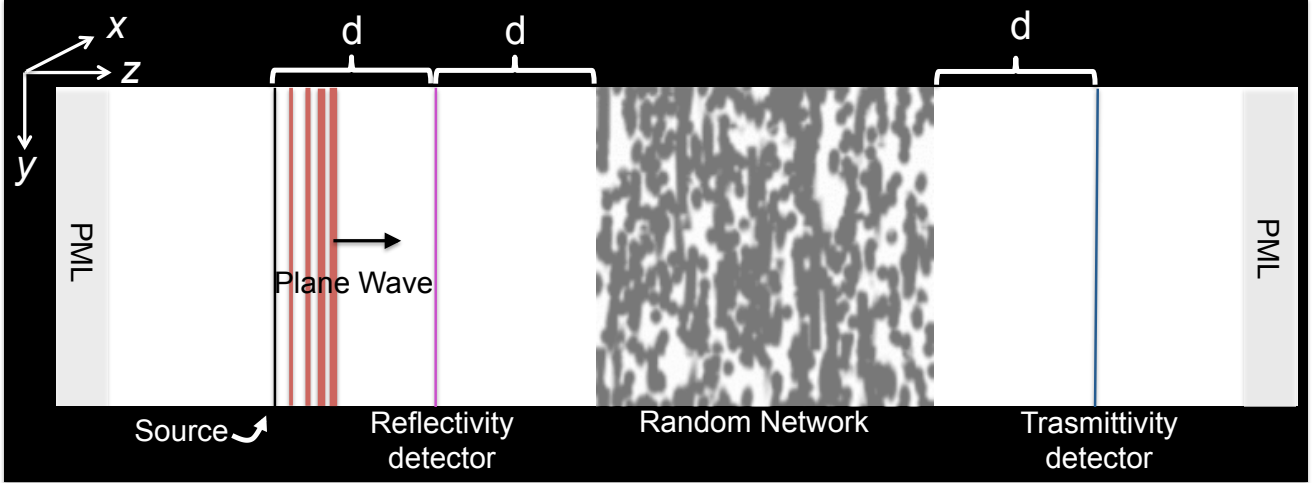 x
z
y
d
d
d
PML
Plane Wave
PML
Source
Reflectivity
detector
Random Network
Trasmittivity
detector